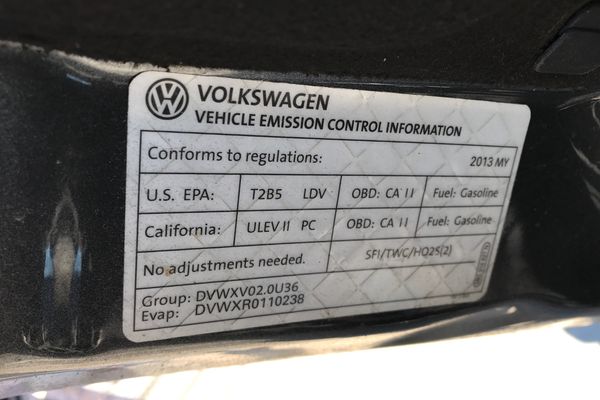 VOLKSWAGEN
VEHICLE EMISSION CONTROL INFORMATION
Conforms to regulations: 2013 MY
U.S. EPA: T2B5 LDV OBD: CA II Fuel: Gasoline
California: ULEV II PC OBD: CA II Fuel: Gasoline
No adjustments needed. SFI/TWC/HO2S(2)
Group: DVWXV02.0U36
Evap: DVWXR0110238